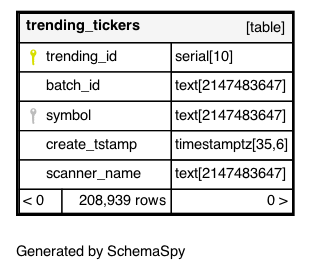 trending_tickers [table]
trending_id serial[10]
batch_id text[2147483647]
symbol text[2147483647]
create_tstamp timestamptz[35,6]
scanner_name text[2147483647]
< 0 208,939 rows 0 >
Generated by SchemaSpy